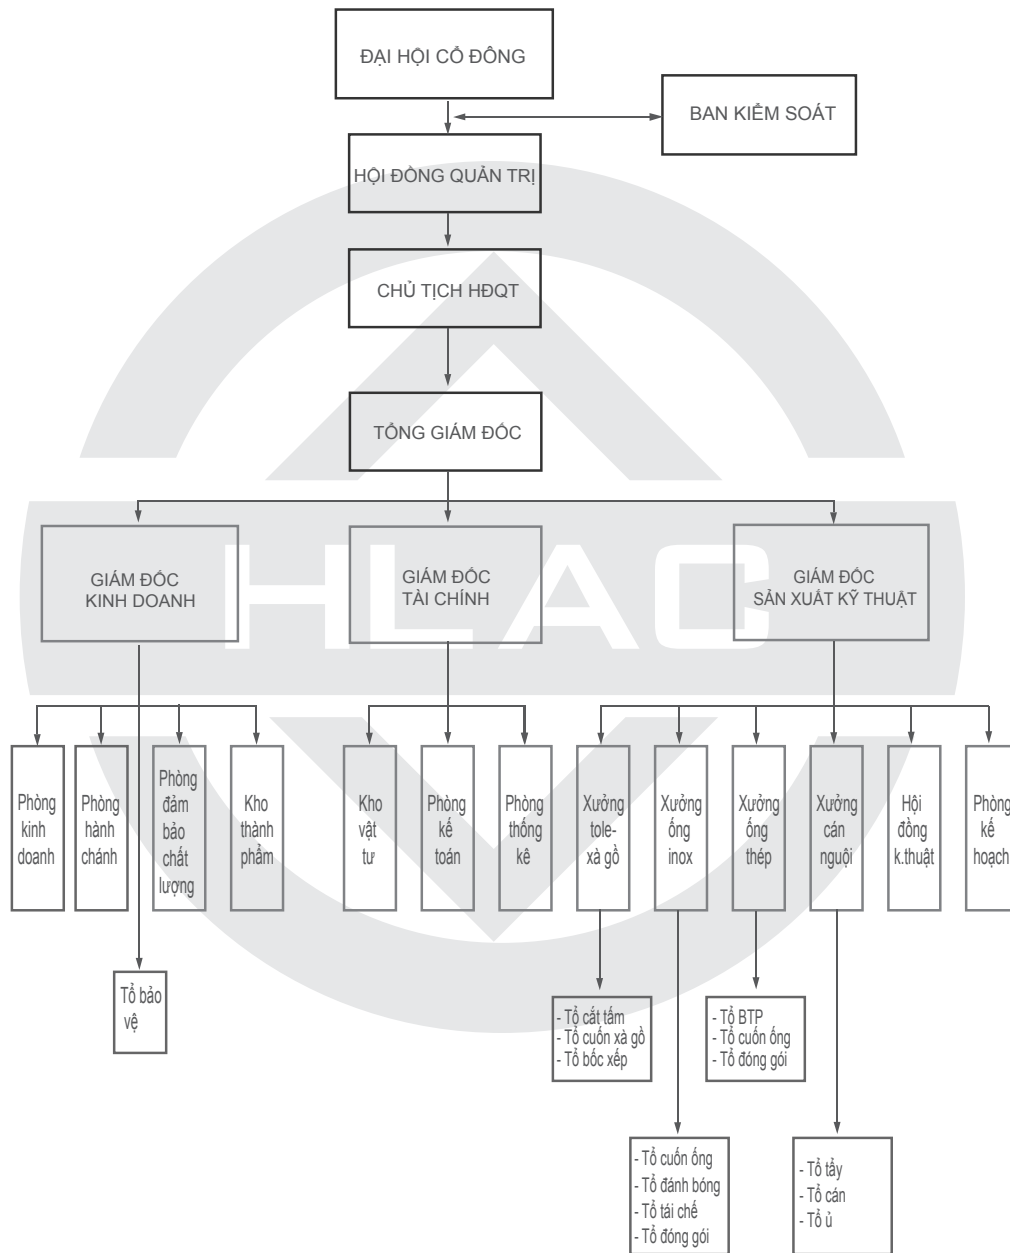 ĐẠI HỘI CỔ ĐÔNG
BAN KIỂM SOÁT
HỘI ĐỒNG QUẢN TRỊ
CHỦ TỊCH HĐQT
TỔNG GIÁM ĐỐC
GIÁM ĐỐC
KINH DOANH
GIÁM ĐỐC
TÀI CHÍNH
GIÁM ĐỐC
SẢN XUẤT KỸ THUẬT
HLAC
Phòng
kinh
doanh
Phòng
hành
chánh
Phòng
đảm
bảo
chất
lượng
Kho
thành
phẩm
Kho
vật
tư
Phòng
kế
toán
Phòng
thống
kê
Xưởng
tole-
xà gồ
Xưởng
ống
inox
Xưởng
ống
thép
Xưởng
cán
nguội
Hội
đồng
k.thuật
Phòng
kế
hoạch
Tổ bảo
vệ
- Tổ cắt tấm
- Tổ cuốn xà gồ
- Tổ bốc xếp
- Tổ BTP
- Tổ cuốn ống
- Tổ đóng gói
- Tổ cuốn ống
- Tổ đánh bóng
- Tổ tái chế
- Tổ đóng gói
- Tổ tẩy
- Tổ cán
- Tổ ủ